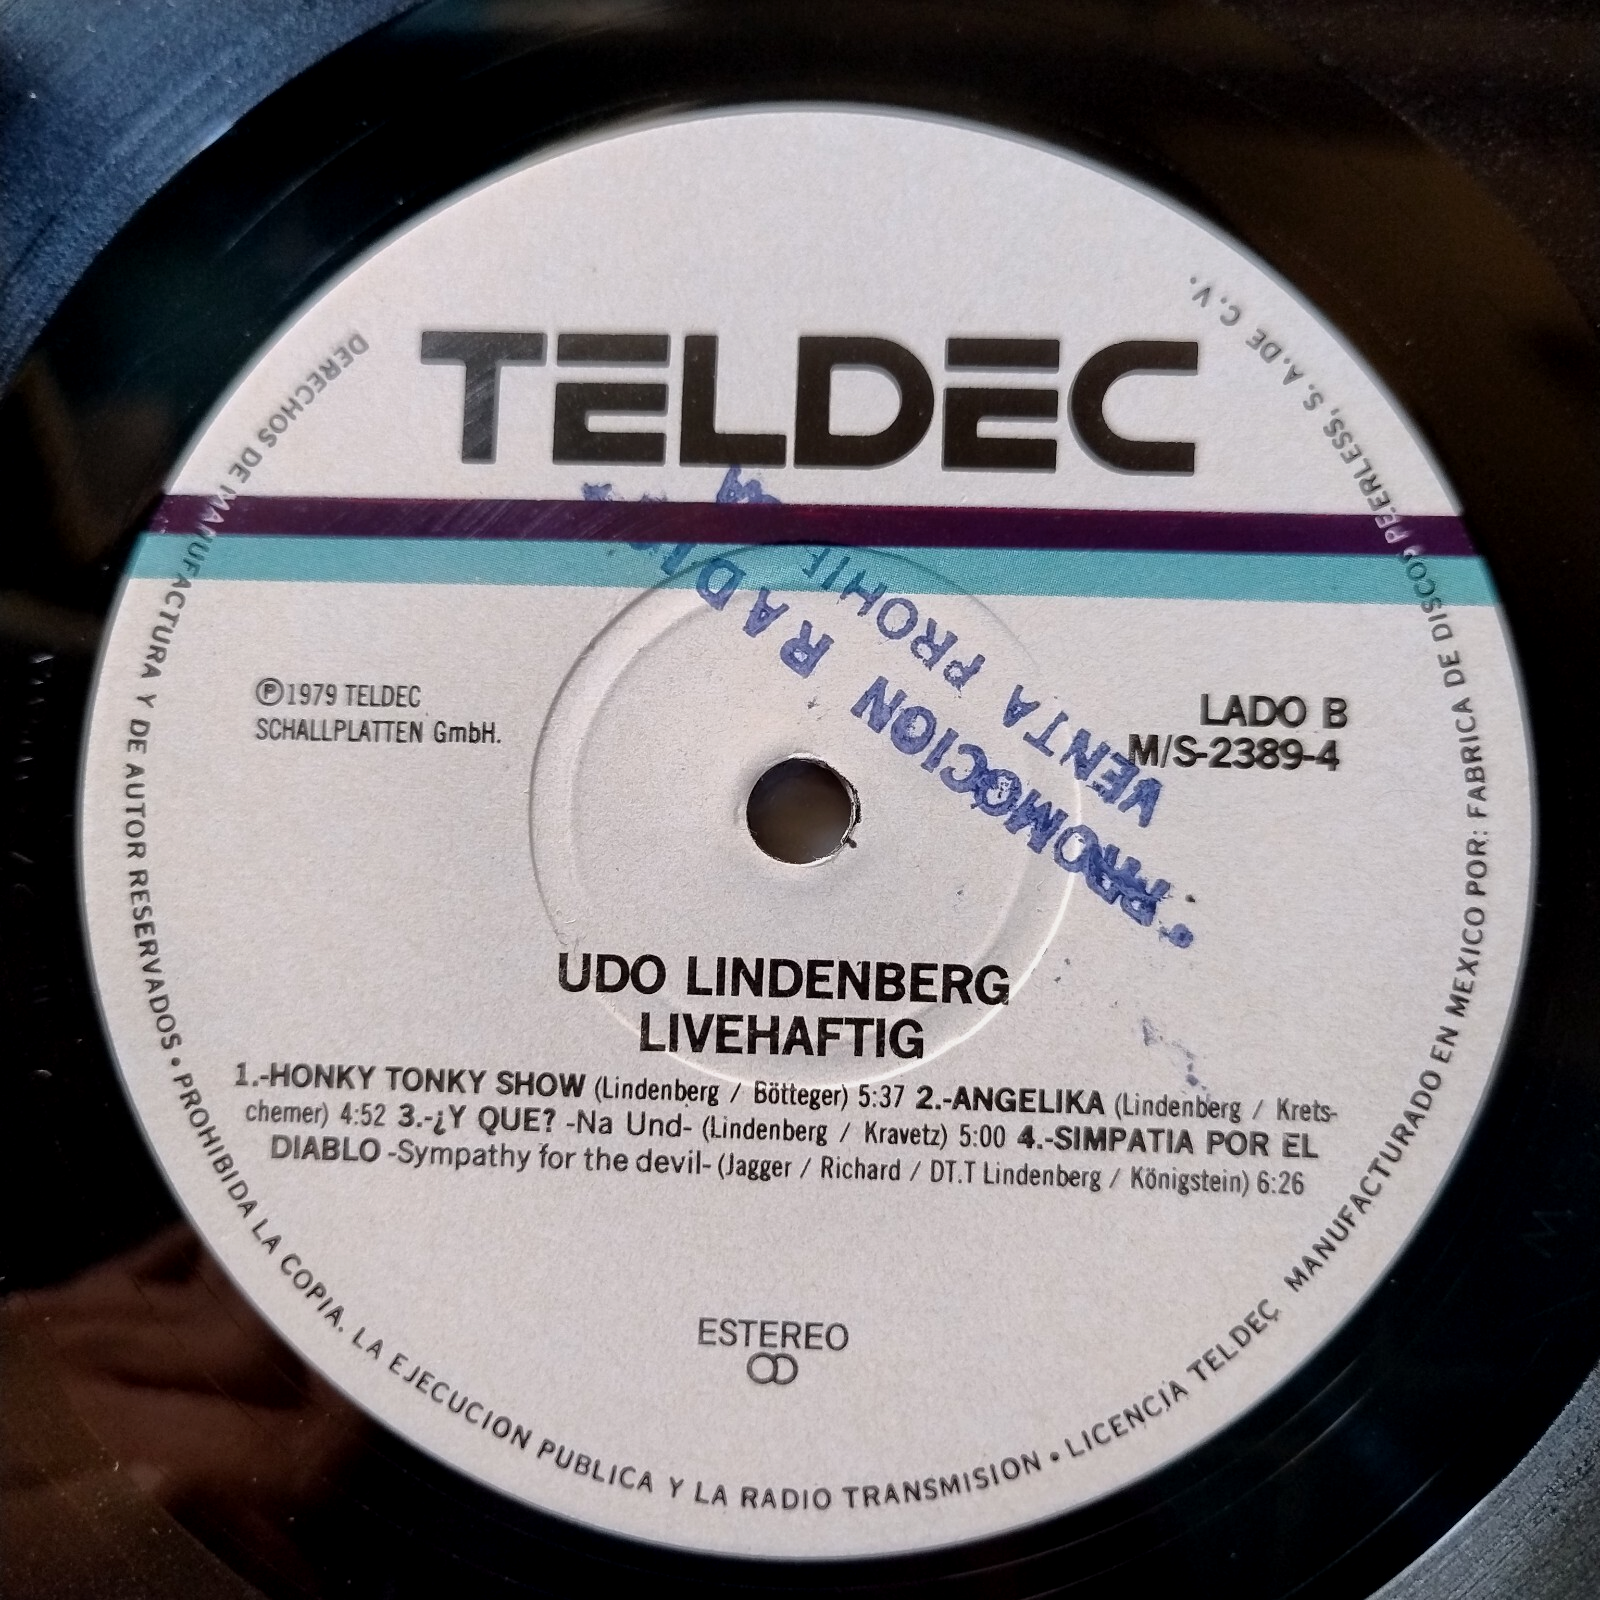 TELDEC
℗1979 TELDEC
SCHALLPLATTEN GmbH.
LADO B
M/S-2389-4
PROMOCION
VENTA
UDO LINDENBERG
LIVEHAFTIG
1.-HONKY TONKY SHOW (Lindenberg / Bötteger) 5:37 2.-ANGELIKA (Lindenberg / Krets-
chemer) 4:52 3.-¿Y QUE? -Na Und- (Lindenberg / Kravetz) 5:00 4.-SIMPATIA POR EL
DIABLO -Sympathy for the devil- (Jagger / Richard / DT.T Lindenberg / Königstein) 6:26
ESTEREO
DERECHOS DE MANUFACTURA Y DE AUTOR RESERVADOS • PROHIBIDA LA COPIA. LA EJECUCION PUBLICA Y LA RADIO TRANSMISION • LICENCIA TELDEC MANUFACTURADO EN MEXICO POR: FABRICA DE DISCOS PEERLESS, S. A. DE C. V.